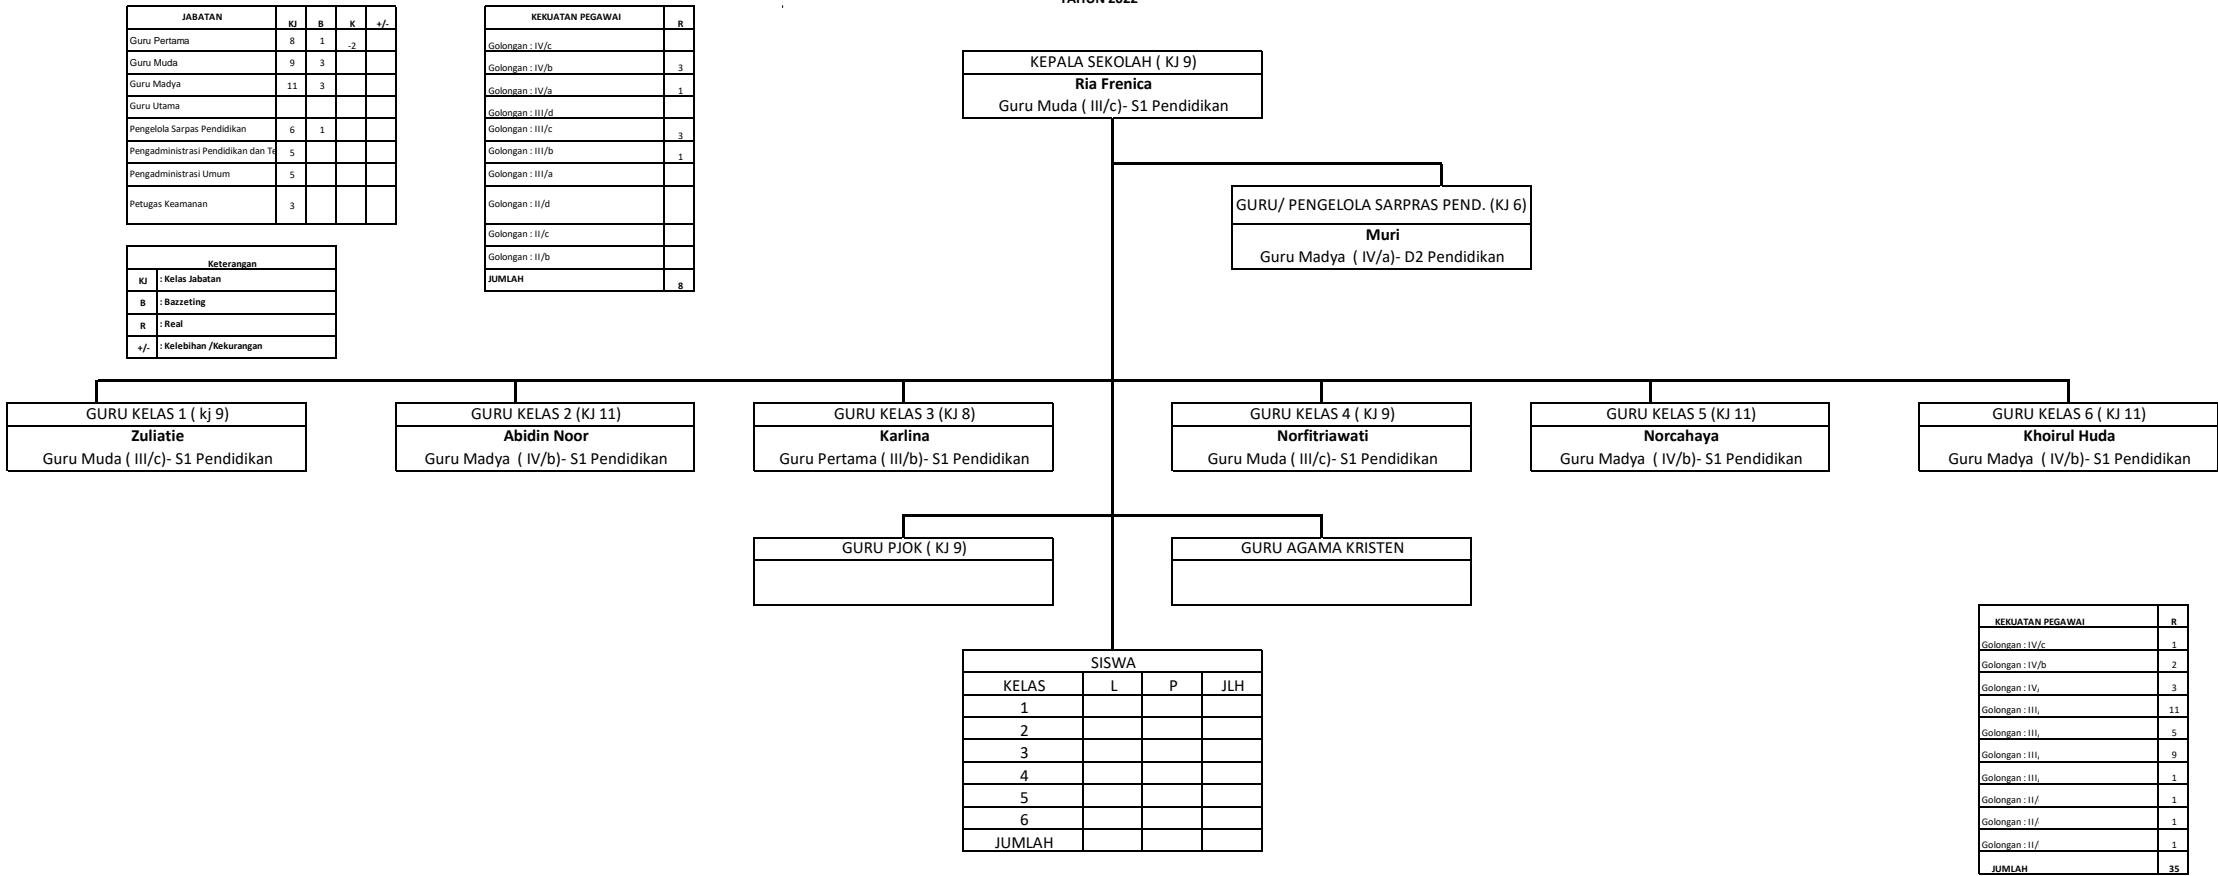 TAHUN 2022
JABATAN KJ B K +/-
Guru Pertama 8 1 -2
Guru Muda 9 3
Guru Madya 11 3
Guru Utama
Pengelola Sarpas Pendidikan 6 1
Pengadministrasi Pendidikan dan Te 5
Pengadministrasi Umum 5
Petugas Keamanan 3
Keterangan
KJ : Kelas Jabatan
B : Bazzeting
R : Real
+/- : Kelebihan /Kekurangan
KEKUATAN PEGAWAI R
Golongan : IV/c
Golongan : IV/b 3
Golongan : IV/a 1
Golongan : III/d
Golongan : III/c 3
Golongan : III/b 1
Golongan : III/a
Golongan : II/d
Golongan : II/c
Golongan : II/b
JUMLAH 8
KEPALA SEKOLAH ( KJ 9)
Ria Frenica
Guru Muda ( III/c)- S1 Pendidikan
GURU/ PENGELOLA SARPRAS PEND. (KJ 6)
Muri
Guru Madya ( IV/a)- D2 Pendidikan
GURU KELAS 1 ( kj 9)
Zuliatie
Guru Muda ( III/c)- S1 Pendidikan
GURU KELAS 2 (KJ 11)
Abidin Noor
Guru Madya ( IV/b)- S1 Pendidikan
GURU KELAS 3 (KJ 8)
Karlina
Guru Pertama ( III/b)- S1 Pendidikan
GURU KELAS 4 ( KJ 9)
Norfitriawati
Guru Muda ( III/c)- S1 Pendidikan
GURU KELAS 5 (KJ 11)
Norcahaya
Guru Madya ( IV/b)- S1 Pendidikan
GURU KELAS 6 ( KJ 11)
Khoirul Huda
Guru Madya ( IV/b)- S1 Pendidikan
GURU PJOK ( KJ 9)
GURU AGAMA KRISTEN
SISWA
KELAS L P JLH
1
2
3
4
5
6
JUMLAH
KEKUATAN PEGAWAI R
Golongan : IV/c 1
Golongan : IV/b 2
Golongan : IV/ 3
Golongan : III/ 11
Golongan : III/ 5
Golongan : III/ 9
Golongan : III/ 1
Golongan : II/ 1
Golongan : II/ 1
Golongan : II/ 1
JUMLAH 35